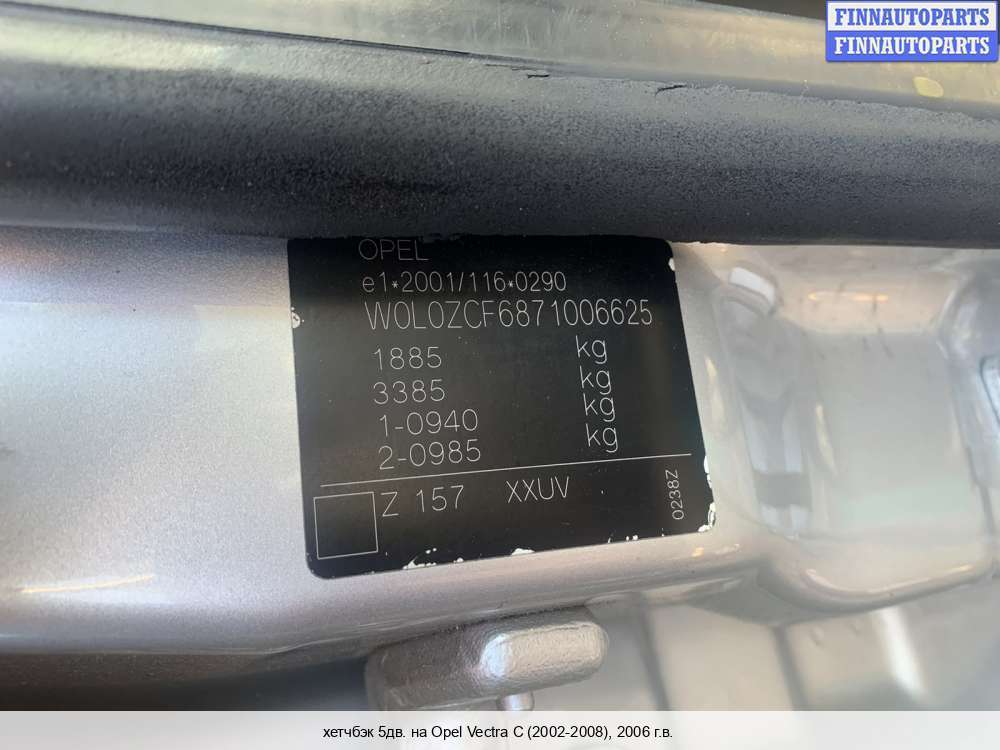 FINNAUTOPARTS
FINNAUTOPARTS
OPEL
e1*2001/116*0290
W0L0ZCF6871006625
1885 kg
3385 kg
1-0940 kg
2-0985 kg
Z 157 XXUV
0238Z
хетчбэк 5дв. на Opel Vectra C (2002-2008), 2006 г.в.